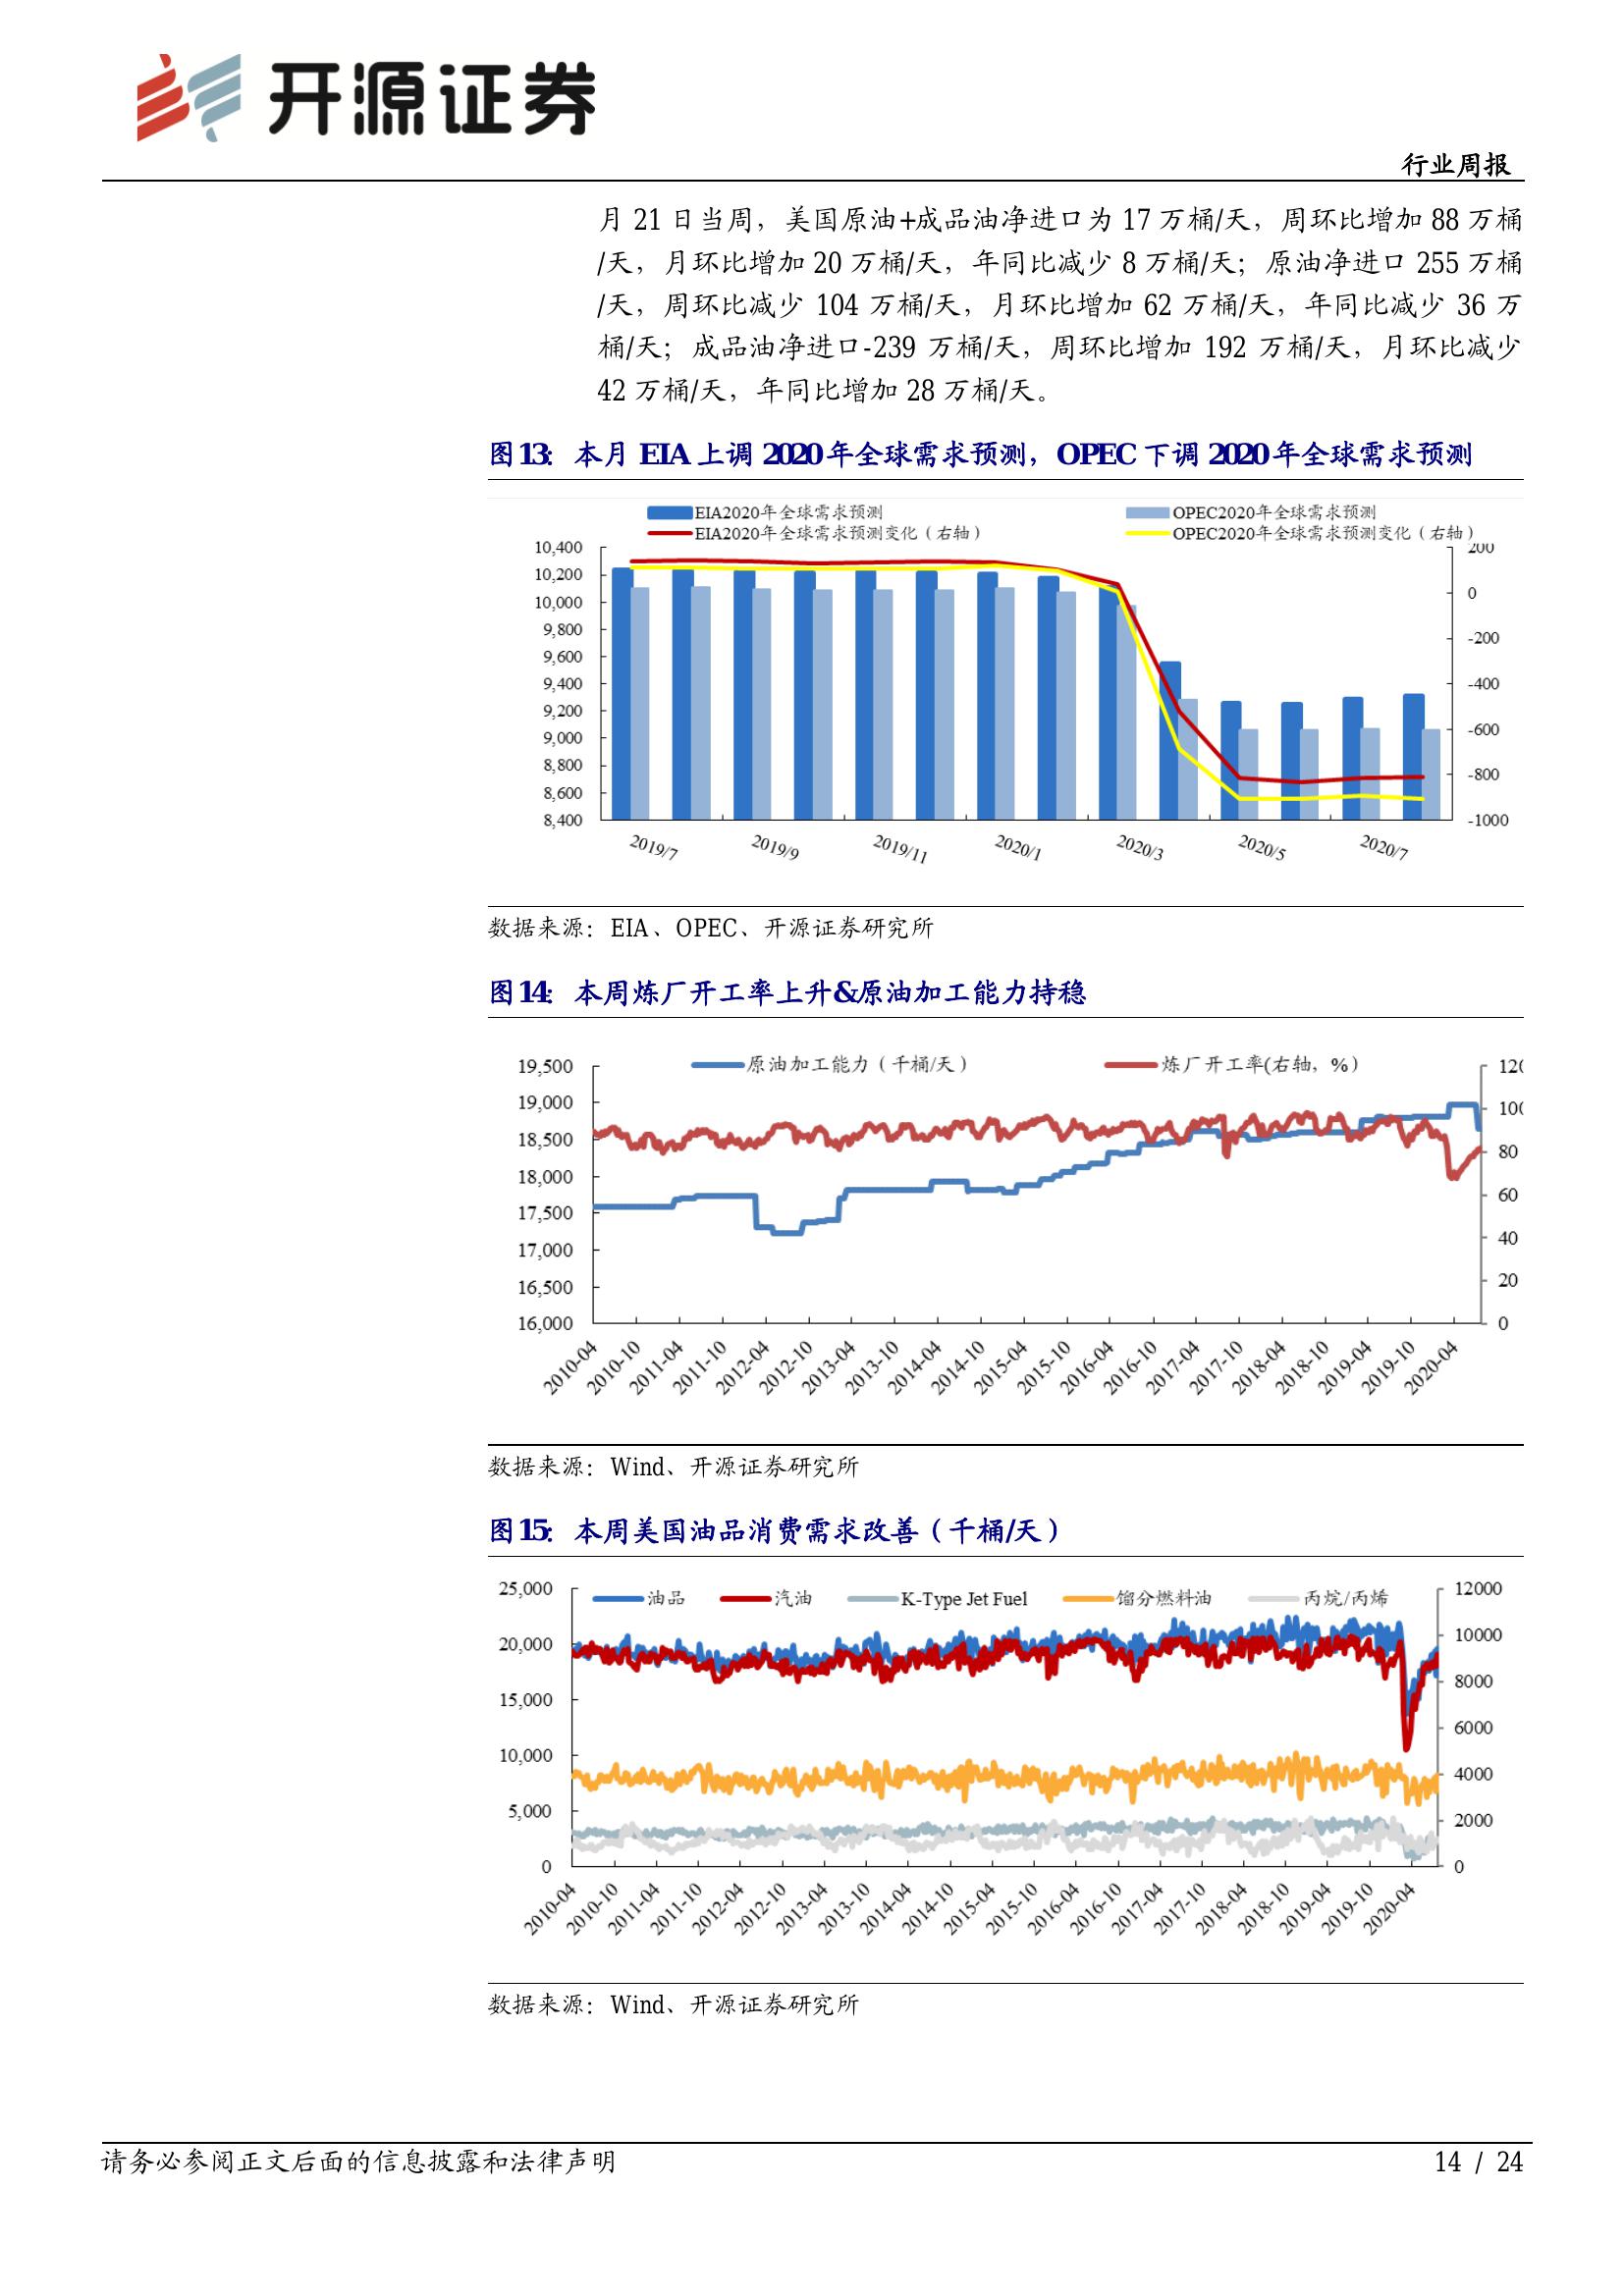 开源证券
行业周报
月 21 日当周，美国原油+成品油净进口为 17 万桶/天，周环比增加 88 万桶
/天，月环比增加 20 万桶/天，年同比减少 8 万桶/天；原油净进口 255 万桶
/天，周环比减少 104 万桶/天，月环比增加 62 万桶/天，年同比减少 36 万
桶/天；成品油净进口-239 万桶/天，周环比增加 192 万桶/天，月环比减少
42 万桶/天，年同比增加 28 万桶/天。
图13： 本月 EIA 上调 2020 年全球需求预测，OPEC 下调 2020 年全球需求预测
EIA2020年全球需求预测 OPEC2020年全球需求预测
EIA2020年全球需求预测变化（右轴） OPEC2020年全球需求预测变化（右轴）
10,400 200
10,200
10,000 0
9,800 -200
9,600
9,400 -400
9,200
9,000 -600
8,800 -800
8,600
8,400 -1000
2019/7 2019/9 2019/11 2020/1 2020/3 2020/5 2020/7
数据来源：EIA、OPEC、开源证券研究所
图14： 本周炼厂开工率上升&原油加工能力持稳
原油加工能力（千桶/天） 炼厂开工率(右轴，%）
19,500 120
19,000 100
18,500 80
18,000
17,500 60
17,000 40
16,500 20
16,000 0
2010-04 2010-10 2011-04 2011-10 2012-04 2012-10 2013-04 2013-10 2014-04 2014-10 2015-04 2015-10 2016-04 2016-10 2017-04 2017-10 2018-04 2018-10 2019-04 2019-10 2020-04
数据来源：Wind、开源证券研究所
图15： 本周美国油品消费需求改善（千桶/天）
油品 汽油 K-Type Jet Fuel 馏分燃料油 丙烷/丙烯
25,000 12000
20,000 10000
15,000 8000
6000
10,000 4000
5,000 2000
0 0
2010-04 2010-10 2011-04 2011-10 2012-04 2012-10 2013-04 2013-10 2014-04 2014-10 2015-04 2015-10 2016-04 2016-10 2017-04 2017-10 2018-04 2018-10 2019-04 2019-10 2020-04
数据来源：Wind、开源证券研究所
请务必参阅正文后面的信息披露和法律声明 14 / 24